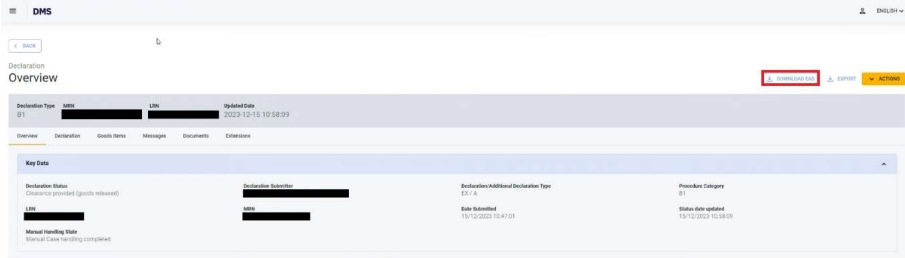 DMS
ENGLISH
BACK
Declaration
Overview
DOWNLOAD EAD
EXPORT
ACTIONS
Declaration Type MRN LRN Updated Date
B1 2023-12-15 10:58:09
Overview Declaration Goods Items Messages Documents Extensions
Key Data
Declaration Status Declaration Submitter Declaration/Additional Declaration Type Procedure Category
Clearance provided (goods released) EX / A B1
LRN MRN Date Submitted Status date updated
15/12/2023 10:47:01 15/12/2023 10:58:09
Manual Handling State
Manual Case handling completed